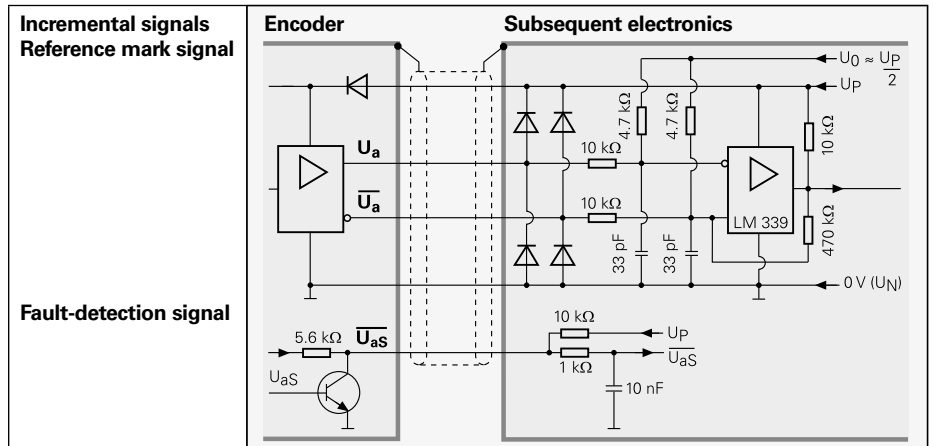 Incremental signals
Reference mark signal
Encoder
Subsequent electronics
U0 ≈ UP
2
UP
4.7 kΩ
4.7 kΩ
10 kΩ
Ua
10 kΩ
Ua
10 kΩ
LM 339
470 kΩ
33 pF
33 pF
0 V (UN)
Fault-detection signal
5.6 kΩ
UaS
10 kΩ
UP
1 kΩ
UaS
UaS
10 nF